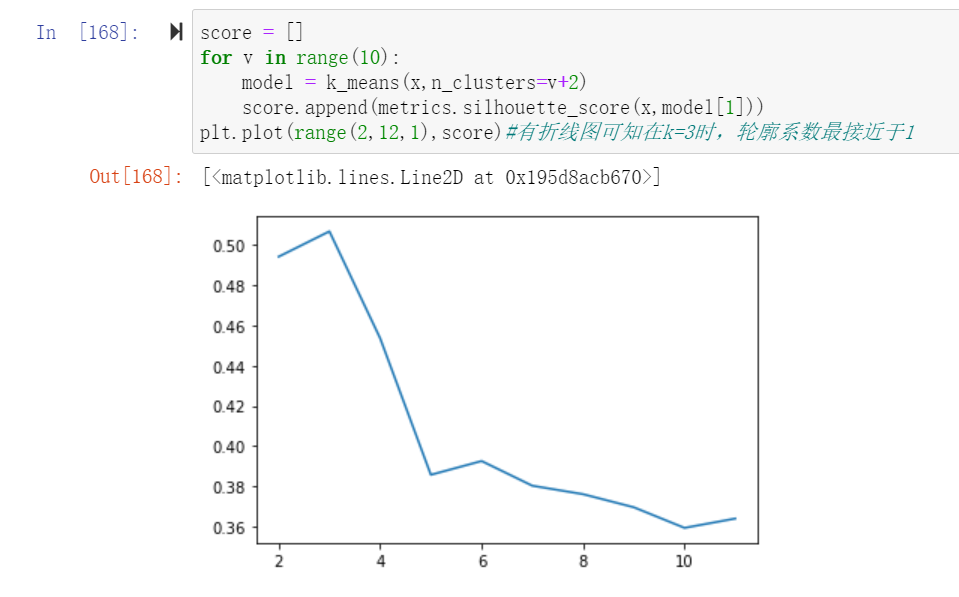 In [168]:
score = []
for v in range(10):
    model = k_means(x,n_clusters=v+2)
    score.append(metrics.silhouette_score(x,model[1]))
plt.plot(range(2,12,1),score)#有折线图可知在k=3时，轮廓系数最接近于1
Out[168]: [<matplotlib.lines.Line2D at 0x195d8acb670>]
0.50
0.48
0.46
0.44
0.42
0.40
0.38
0.36
2 4 6 8 10